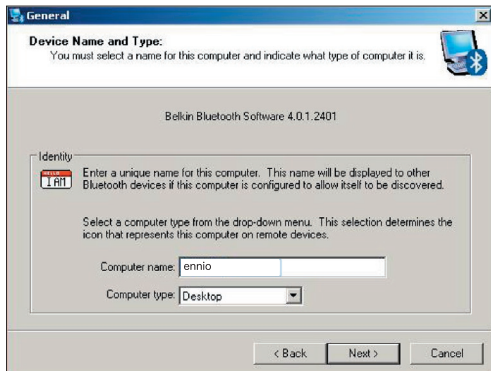 General
Device Name and Type:
You must select a name for this computer and indicate what type of computer it is.
Belkin Bluetooth Software 4.0.1.2401
Identity
HELLO
I AM
Enter a unique name for this computer. This name will be displayed to other
Bluetooth devices if this computer is configured to allow itself to be discovered.
Select a computer type from the drop-down menu. This selection determines the
icon that represents this computer on remote devices.
Computer name: ennio
Computer type: Desktop
< Back Next > Cancel